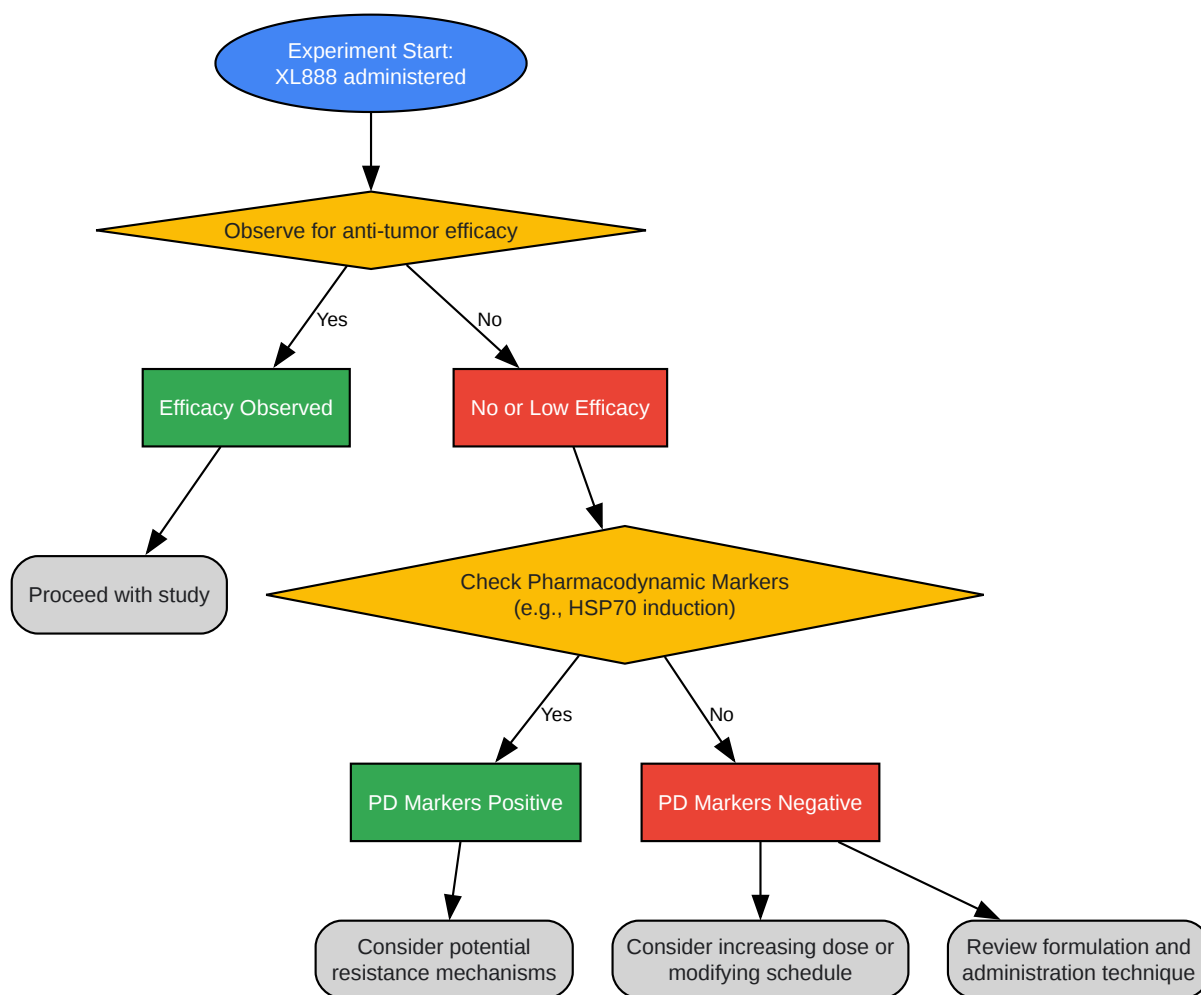 Experiment Start:
XL888 administered
Observe for anti-tumor efficacy
Yes
No
Efficacy Observed
No or Low Efficacy
Proceed with study
Check Pharmacodynamic Markers
(e.g., HSP70 induction)
Yes
No
PD Markers Positive
PD Markers Negative
Consider potential
resistance mechanisms
Consider increasing dose or
modifying schedule
Review formulation and
administration technique